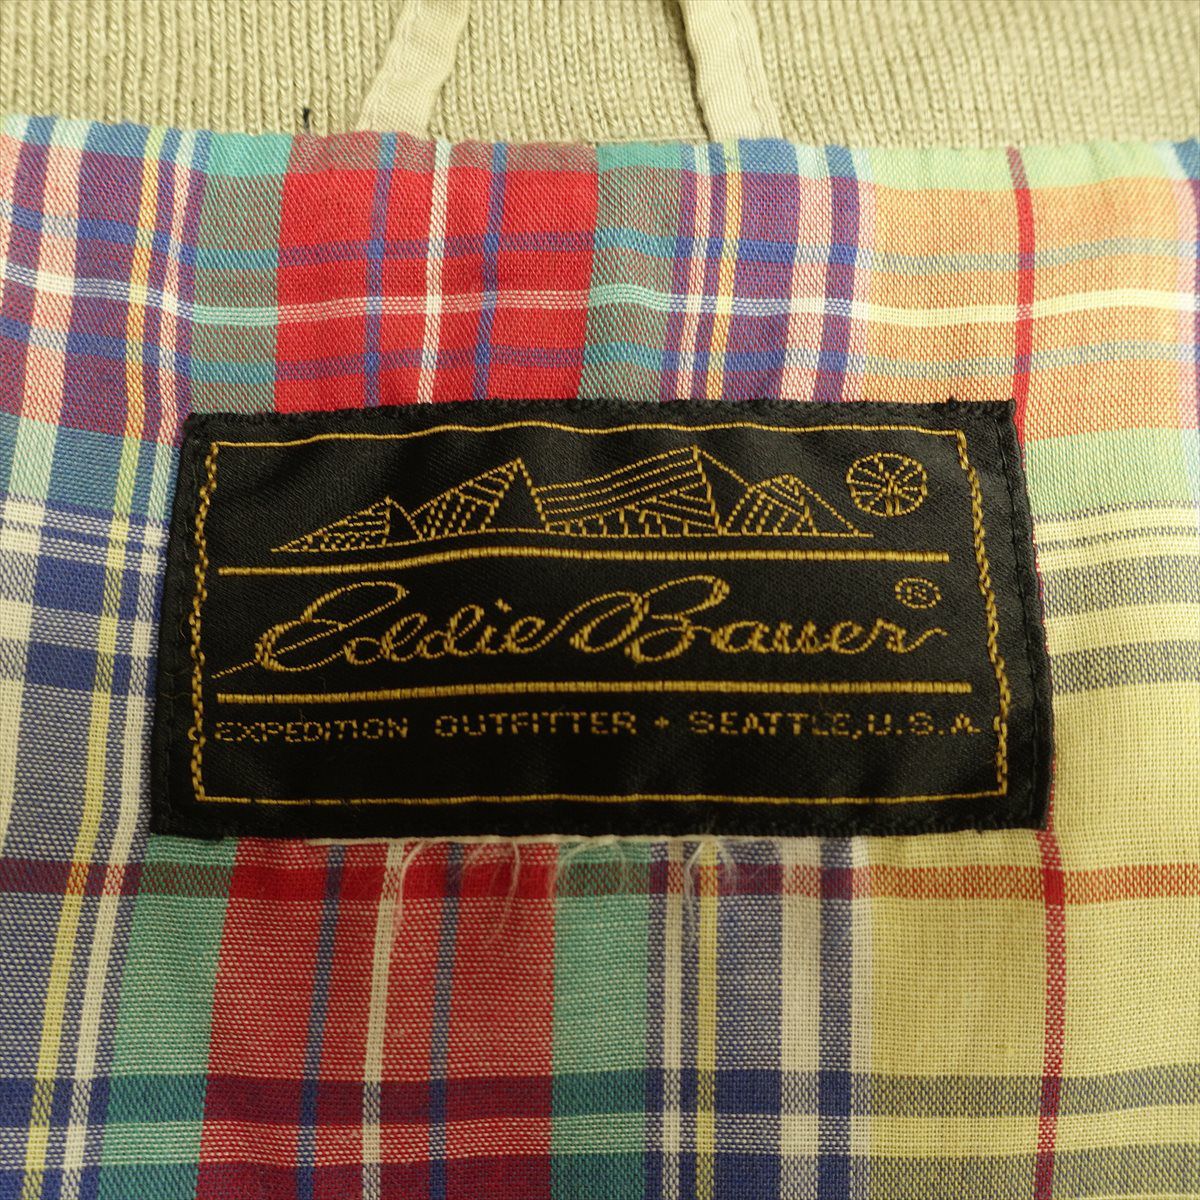 Eddie Bauer®
EXPEDITION OUTFITTER • SEATTLE, U.S.A.